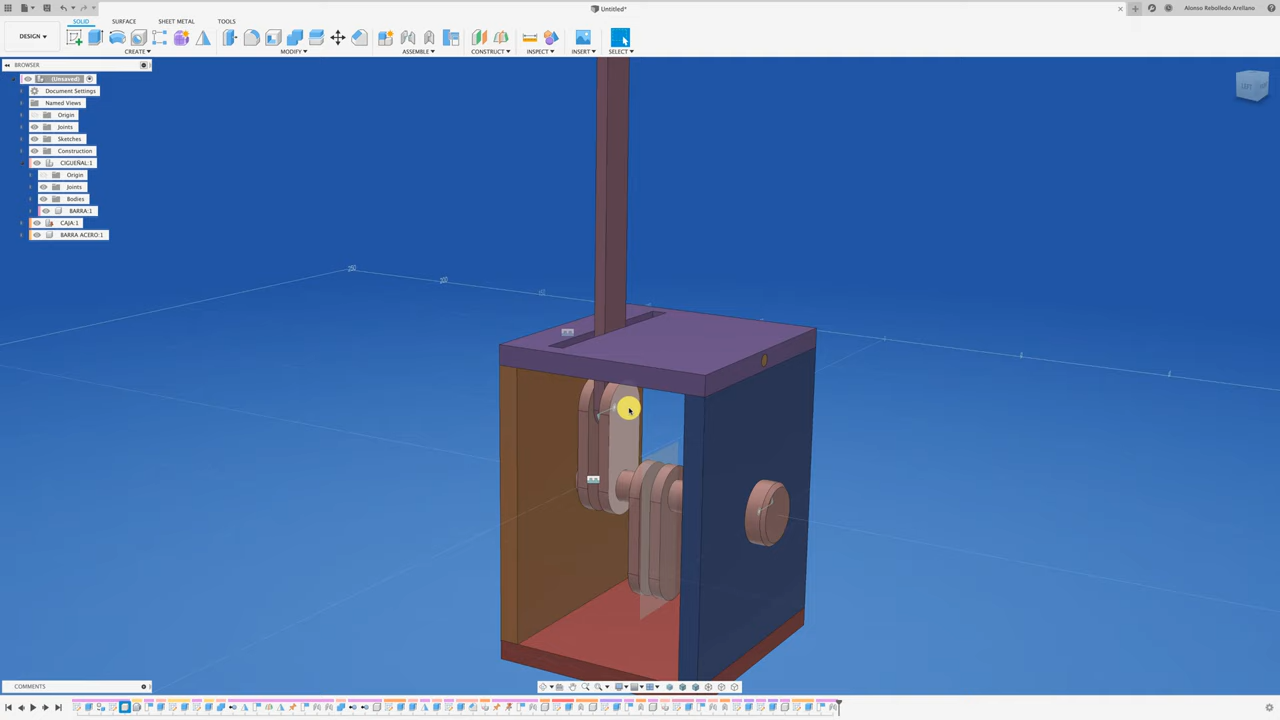 Untitled*
Alonso Rebolledo Arellano
SOLID
SURFACE
SHEET METAL
TOOLS
DESIGN
CREATE
MODIFY
ASSEMBLE
CONSTRUCT
INSPECT
INSERT
SELECT
BROWSER
(Unsaved)
Document Settings
Named Views
Origin
Joints
Sketches
Construction
CIGUEÑAL:1
Origin
Joints
Bodies
BARRA:1
CAJA:1
BARRA ACERO:1
250
200
COMMENTS